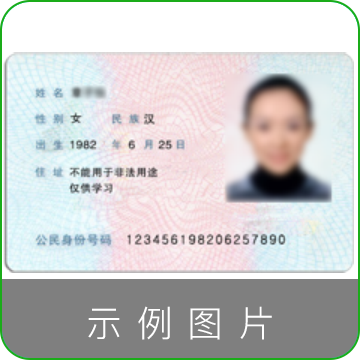 姓名
性别 女 民族 汉
出生 1982 年 6 月 25 日
住址 不能用于非法用途
仅供学习
公民身份号码 123456198206257890
示例图片